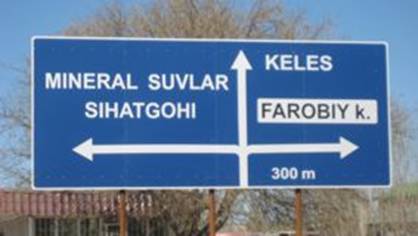 MINERAL SUVLAR
SIHATGOHI
KELES
FAROBIY k.
300 m